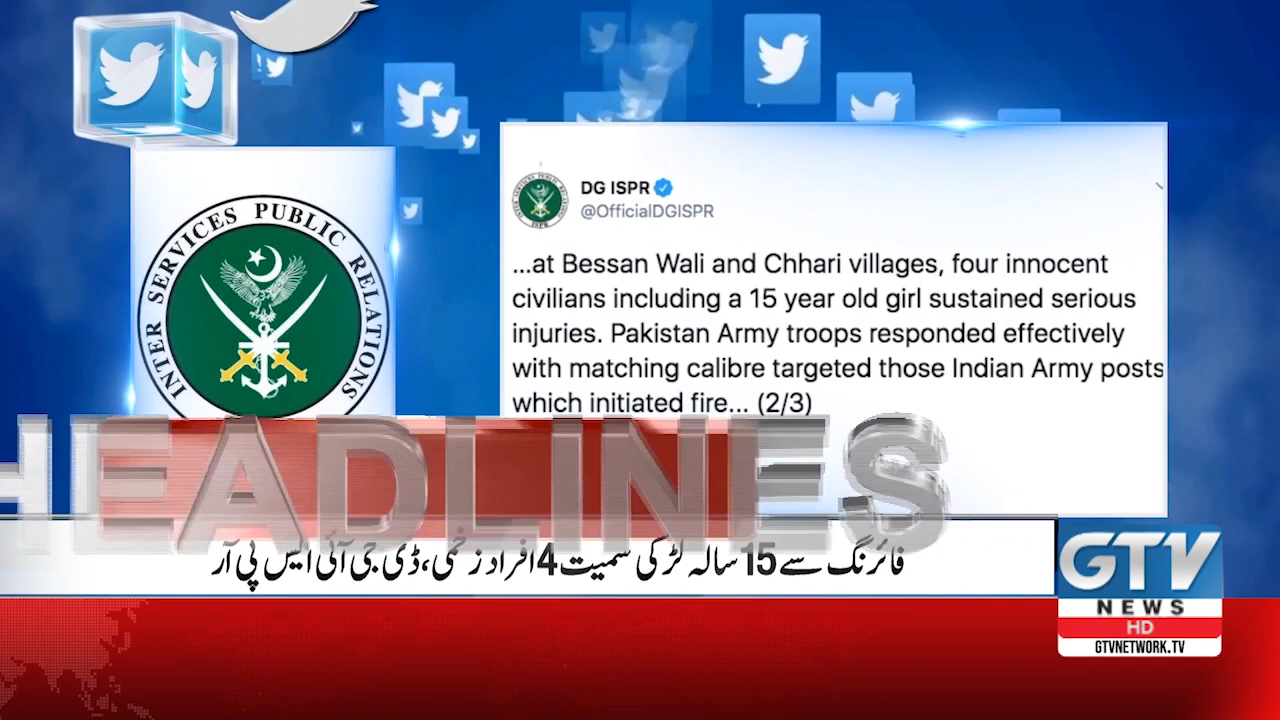 INTER SERVICES PUBLIC RELATIONS
DG ISPR
@OfficialDGISPR
...at Bessan Wali and Chhari villages, four innocent
civilians including a 15 year old girl sustained serious
injuries. Pakistan Army troops responded effectively
with matching calibre targeted those Indian Army posts
which initiated fire... (2/3)
HEADLINES
فائرنگ سے 15 سالہ لڑکی سمیت 4 افراد زخمی، ڈی جی آئی ایس پی آر
GTV
NEWS
HD
GTVNETWORK.TV